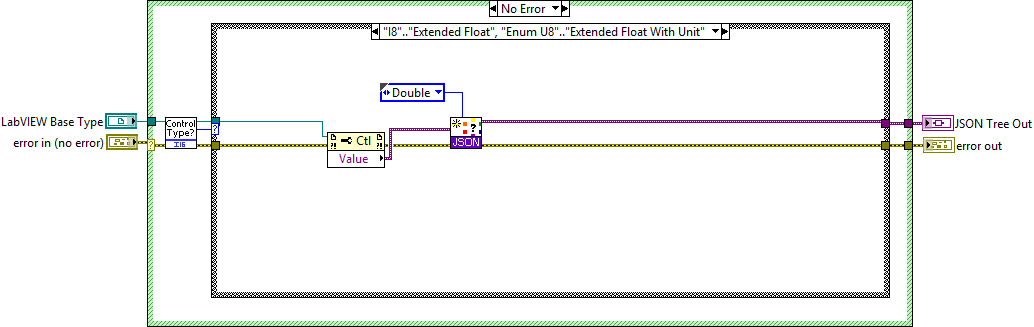 No Error
"I8".."Extended Float", "Enum U8".."Extended Float With Unit"
Double
LabVIEW Base Type
Control
Type?
I16
error in (no error)
Ctl
Value
JSON
JSON Tree Out
error out